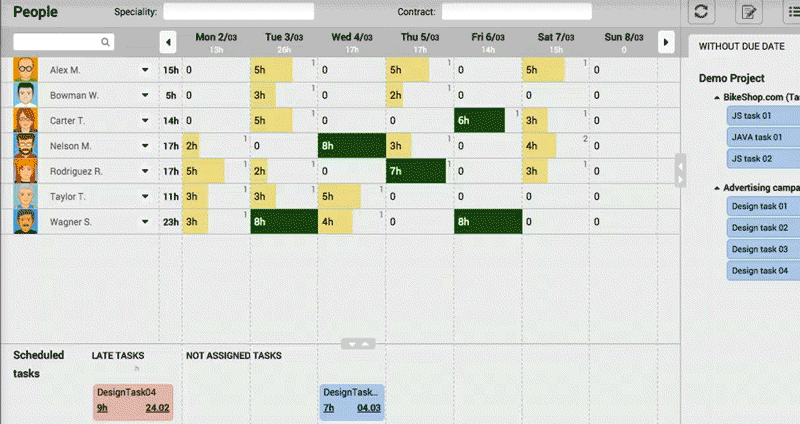 People Speciality: Contract:
Mon 2/03 Tue 3/03 Wed 4/03 Thu 5/03 Fri 6/03 Sat 7/03 Sun 8/03
13h 26h 17h 17h 14h 15h 0
Alex M. 15h 0 5h 1 0 5h 1 0 5h 1 0
Bowman W. 5h 0 3h 1 0 2h 1 0 0 0
Carter T. 14h 0 5h 1 0 0 6h 1 3h 1 0
Nelson M. 17h 2h 1 8h 3h 1 0 4h 2 0
Rodriguez R. 17h 5h 1 2h 1 0 7h 1 0 3h 1 0
Taylor T. 11h 3h 1 3h 1 5h 1 0 0 0 0
Wagner S. 23h 3h 1 8h 4h 1 0 8h 0 0
WITHOUT DUE DATE
Demo Project
BikeShop.com (Ta
JS task 01
JAVA task 01
JS task 02
Advertising campa
Design task 01
Design task 02
Design task 03
Design task 04
Scheduled tasks
LATE TASKS
h
NOT ASSIGNED TASKS
DesignTask04
9h 24.02
DesignTask...
7h 04.03